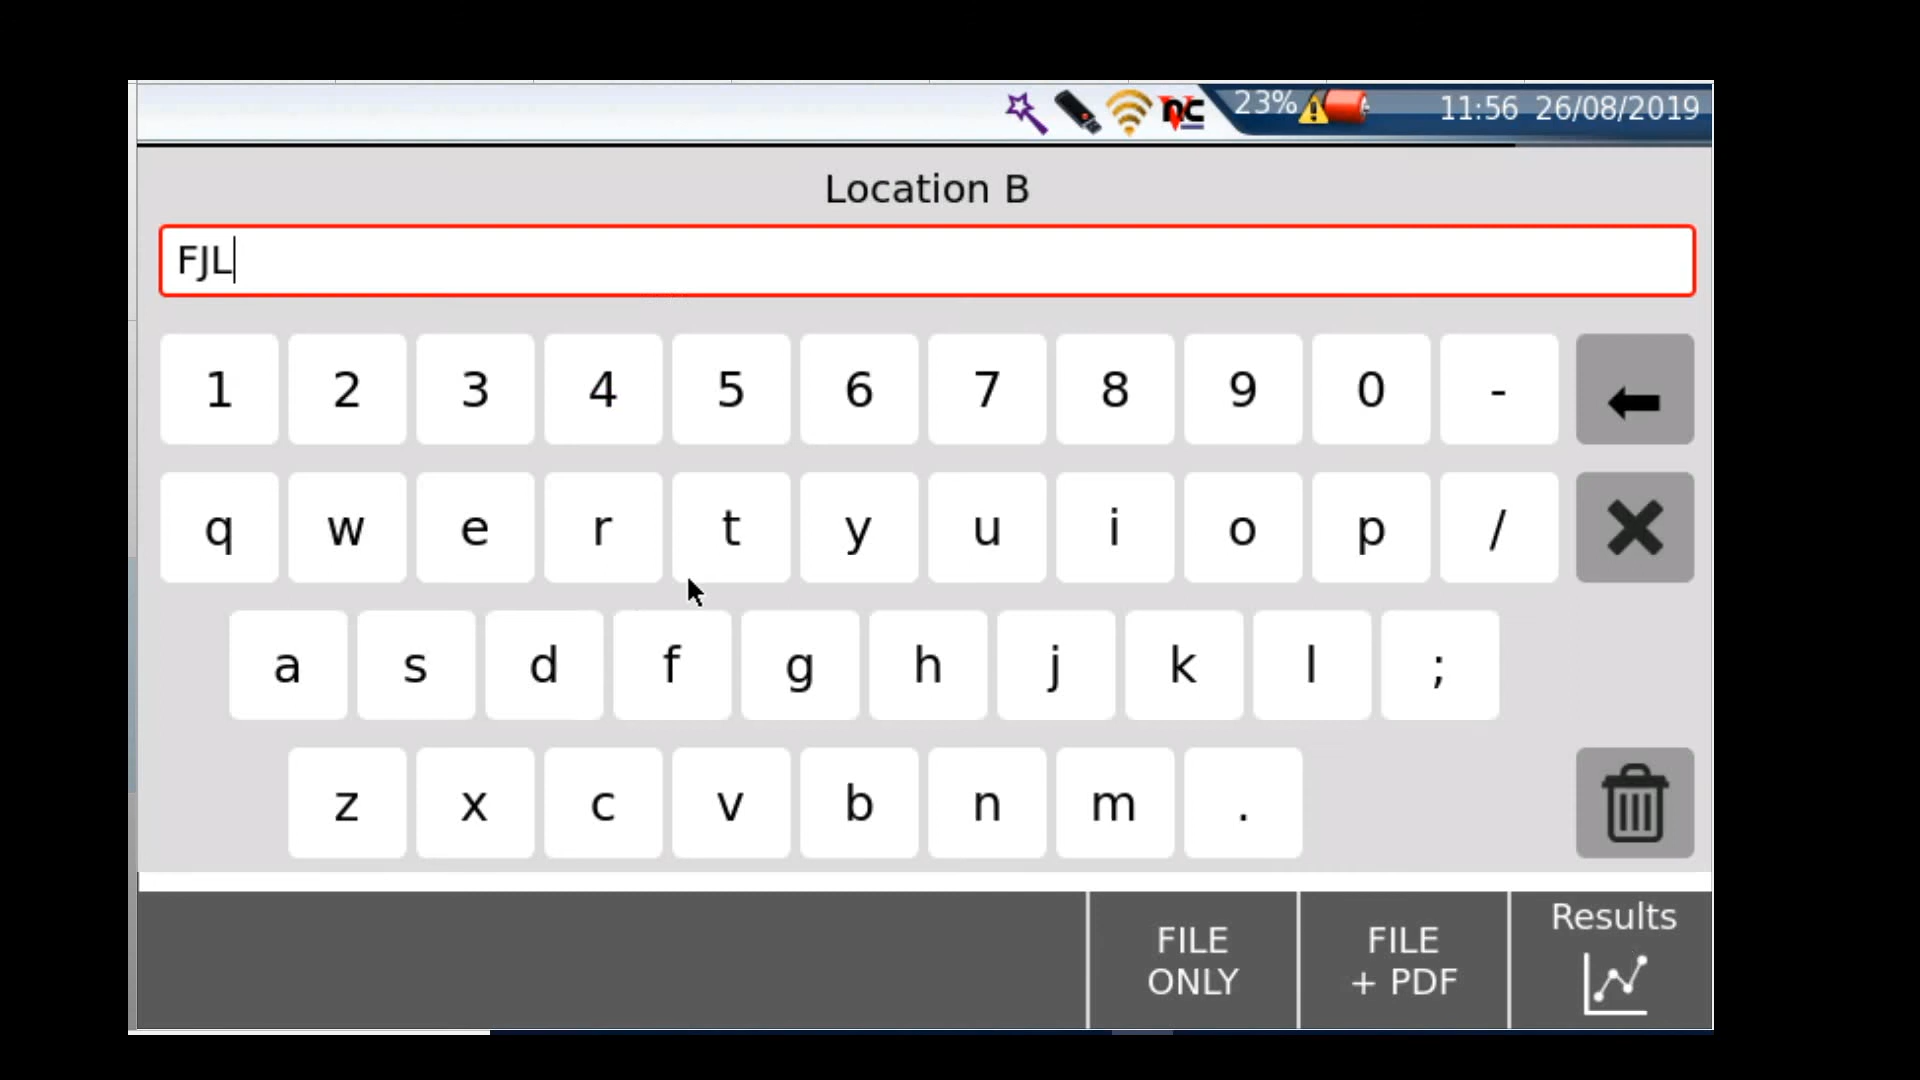 23% 11:56 26/08/2019
Location B
FJL
1 2 3 4 5 6 7 8 9 0 -
q w e r t y u i o p /
a s d f g h j k l ;
z x c v b n m .
FILE
ONLY
FILE
+ PDF
Results